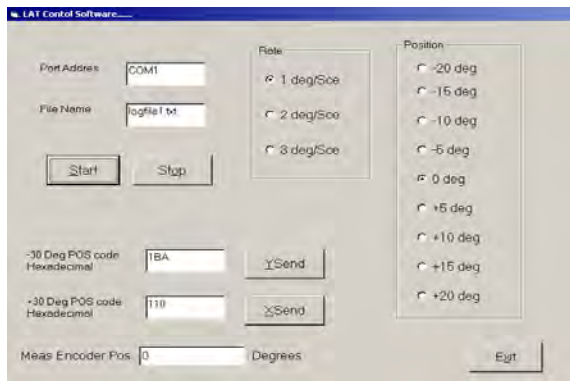 LAT Contol Software.....
Port Addres
COM1
File Name
logfile1.txt
Start
Stop
Rate
1 deg/Sce
2 deg/Sce
3 deg/Sce
Position
-20 deg
-15 deg
-10 deg
-5 deg
0 deg
+5 deg
+10 deg
+15 deg
+20 deg
-30 Deg POS code
Hexadecimal
1BA
YSend
+30 Deg POS code
Hexadecimal
110
XSend
Meas Encoder Pos.
0
Degrees
Exit